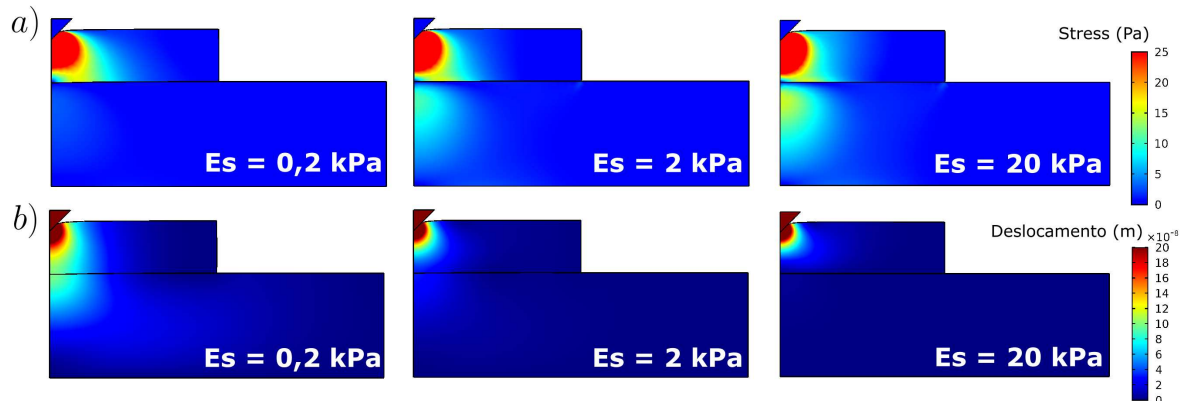 a)
Stress (Pa)
25
20
15
10
5
0
Es = 0,2 kPa
Es = 2 kPa
Es = 20 kPa
b)
Deslocamento (m)
×10⁻⁸
20
18
16
14
12
10
8
6
4
2
0
Es = 0,2 kPa
Es = 2 kPa
Es = 20 kPa